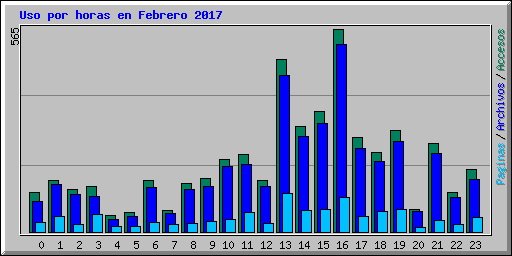 Uso por horas en Febrero 2017
565
0 1 2 3 4 5 6 7 8 9 10 11 12 13 14 15 16 17 18 19 20 21 22 23
Paginas / Archivos / Accesos